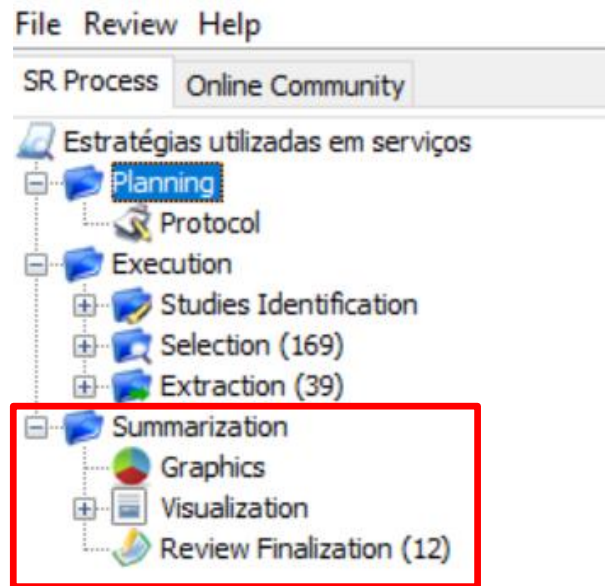 File Review Help
SR Process Online Community
Estratégias utilizadas em serviços
Planning
Protocol
Execution
Studies Identification
Selection (169)
Extraction (39)
Summarization
Graphics
Visualization
Review Finalization (12)